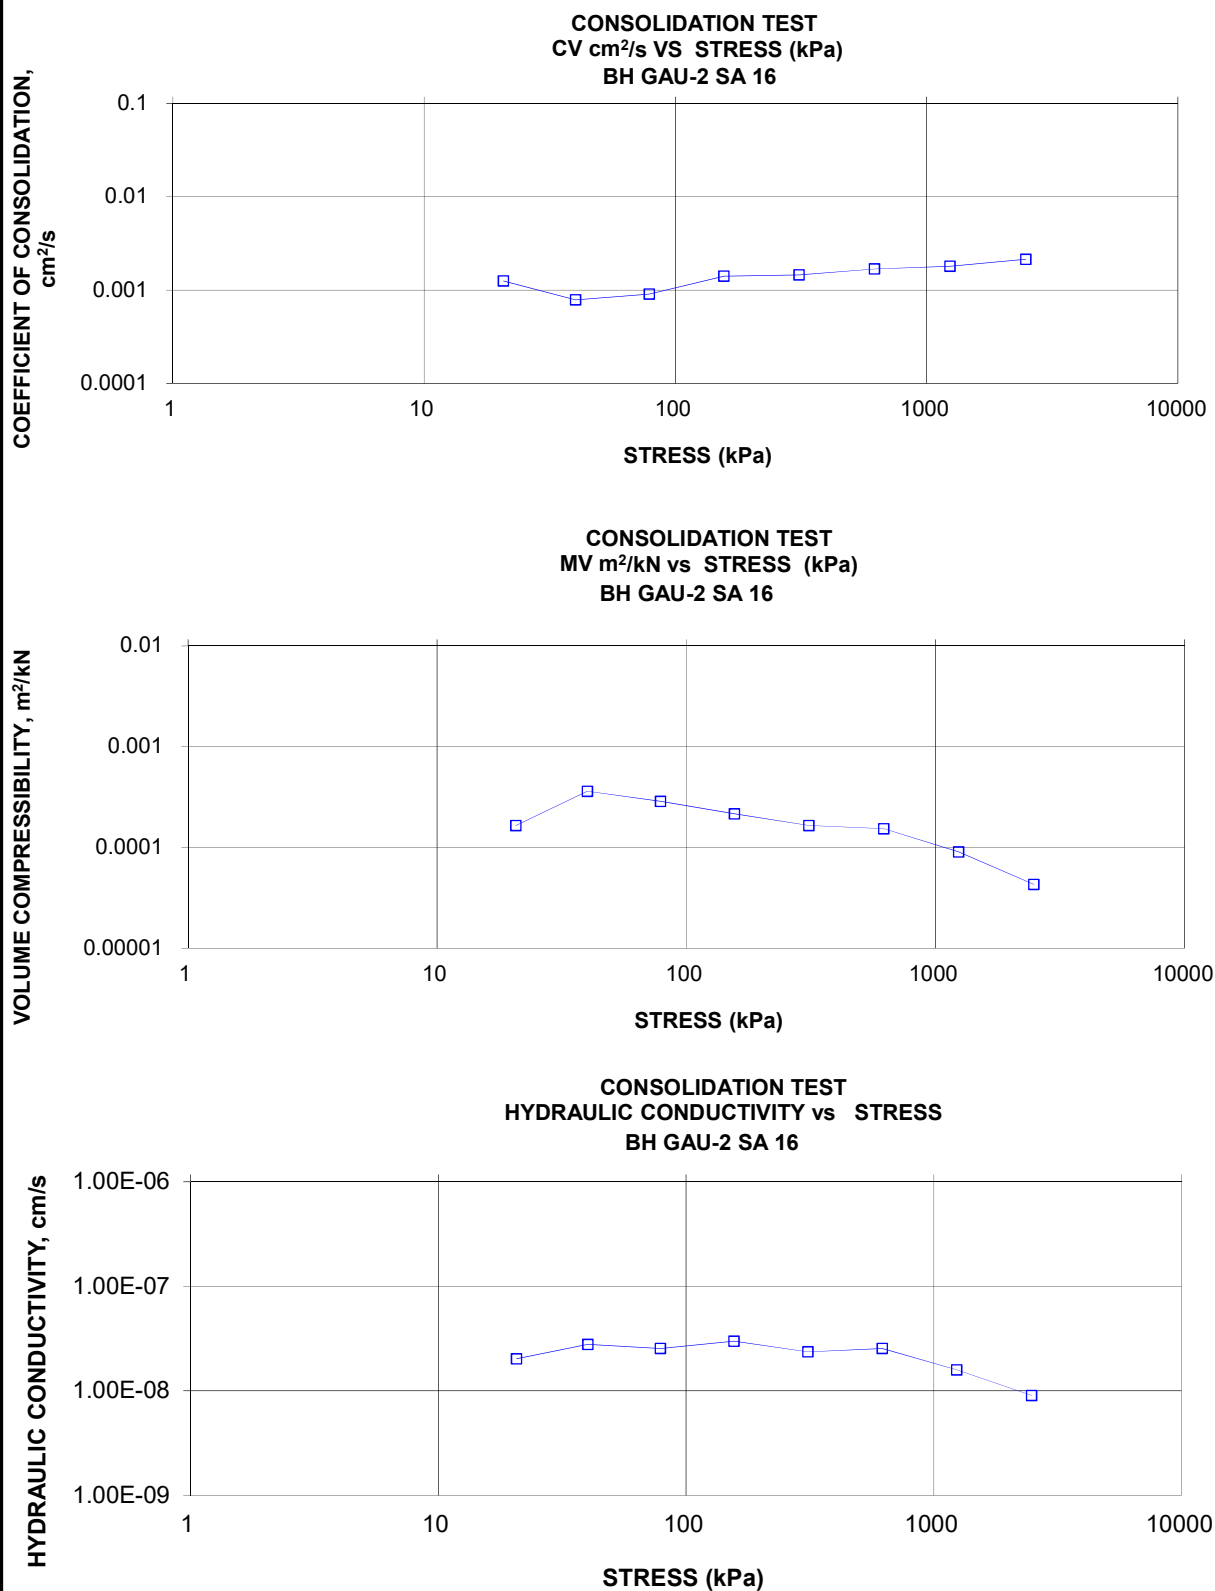 CONSOLIDATION TEST
CV cm²/s VS STRESS (kPa)
BH GAU-2 SA 16
COEFFICIENT OF CONSOLIDATION,
cm²/s
0.1
0.01
0.001
0.0001
1 10 100 1000 10000
STRESS (kPa)
CONSOLIDATION TEST
MV m²/kN vs STRESS (kPa)
BH GAU-2 SA 16
VOLUME COMPRESSIBILITY, m²/kN
0.01
0.001
0.0001
0.00001
1 10 100 1000 10000
STRESS (kPa)
CONSOLIDATION TEST
HYDRAULIC CONDUCTIVITY vs STRESS
BH GAU-2 SA 16
HYDRAULIC CONDUCTIVITY, cm/s
1.00E-06
1.00E-07
1.00E-08
1.00E-09
1 10 100 1000 10000
STRESS (kPa)